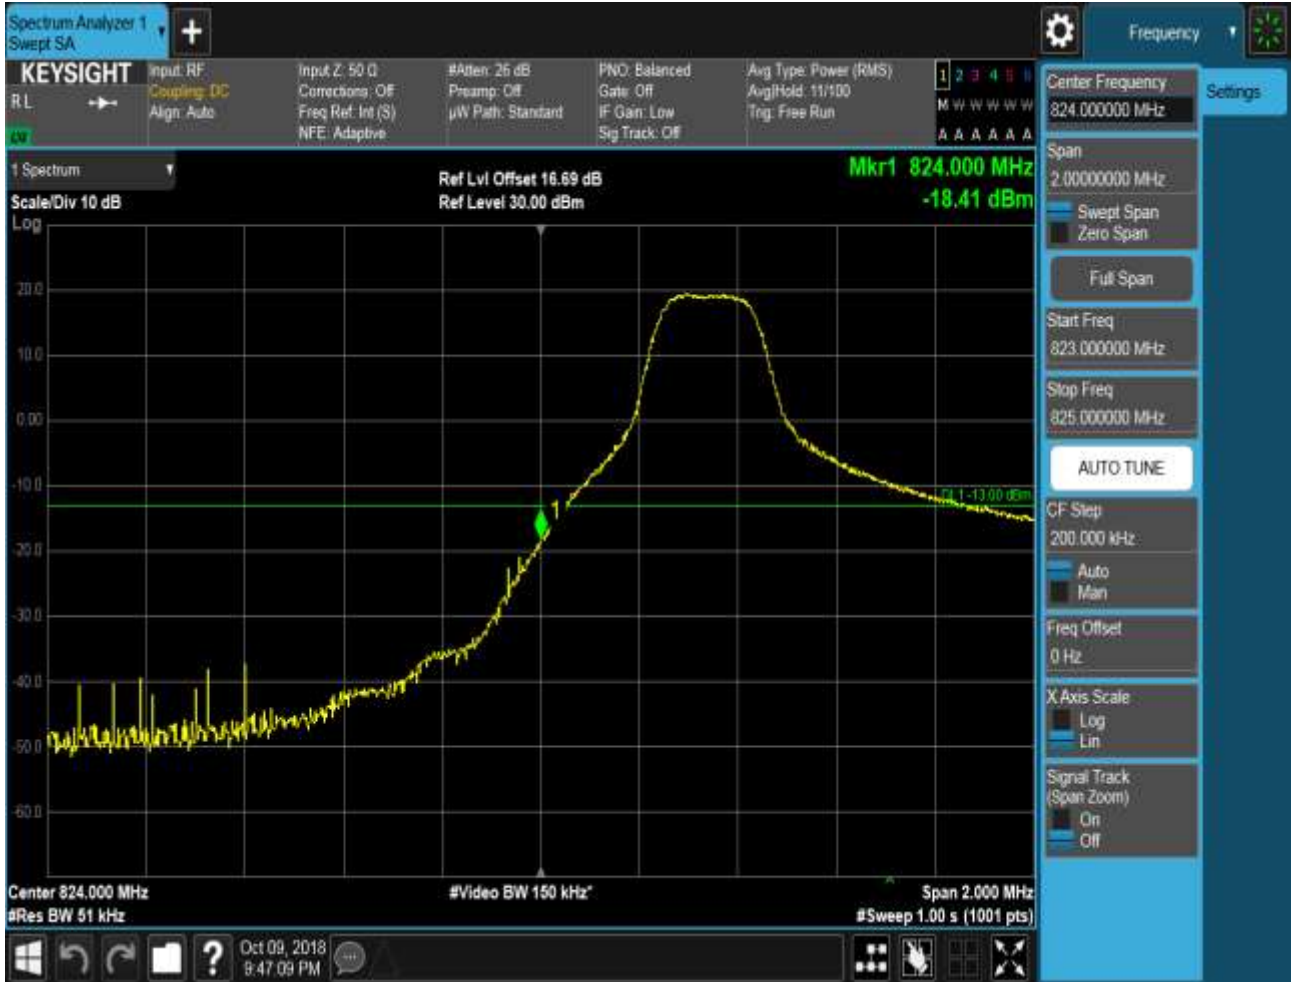 Spectrum Analyzer 1
Swept SA
+
Frequency
KEYSIGHT
R L
Input: RF
Coupling: DC
Align: Auto
Input Z: 50 Ω
Corrections: Off
Freq Ref: Int (S)
NFE: Adaptive
#Atten: 26 dB
Preamp: Off
µW Path: Standard
PNO: Balanced
Gate: Off
IF Gain: Low
Sig Track: Off
Avg Type: Power (RMS)
Avg|Hold: 11/100
Trig: Free Run
1 2 3 4 5 6
M W W W W W
A A A A A A
1 Spectrum
Scale/Div 10 dB
Log
Ref Lvl Offset 16.69 dB
Ref Level 30.00 dBm
Mkr1 824.000 MHz
-18.41 dBm
20.0
10.0
0.00
-10.0
-20.0
-30.0
-40.0
-50.0
-60.0
1
DL1 -13.00 dBm
Center 824.000 MHz
#Res BW 51 kHz
#Video BW 150 kHz*
Span 2.000 MHz
#Sweep 1.00 s (1001 pts)
Oct 09, 2018
9:47:09 PM
?
Center Frequency
824.000000 MHz
Settings
Span
2.00000000 MHz
Swept Span
Zero Span
Full Span
Start Freq
823.000000 MHz
Stop Freq
825.000000 MHz
AUTO TUNE
CF Step
200.000 kHz
Auto
Man
Freq Offset
0 Hz
X Axis Scale
Log
Lin
Signal Track
(Span Zoom)
On
Off